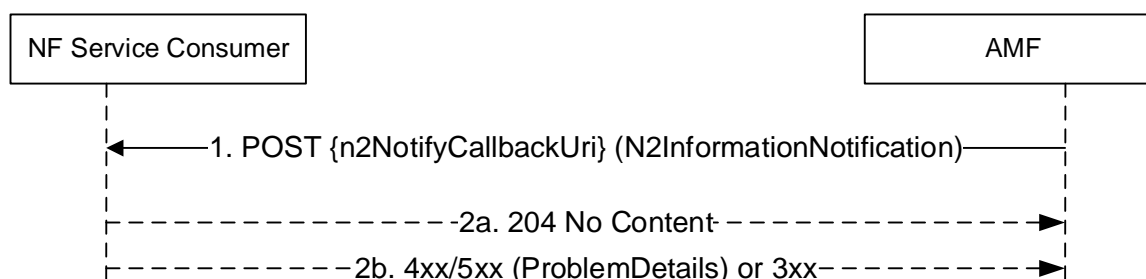 NF Service Consumer
AMF
1. POST {n2NotifyCallbackUri} (N2InformationNotification)
2a. 204 No Content
2b. 4xx/5xx (ProblemDetails) or 3xx